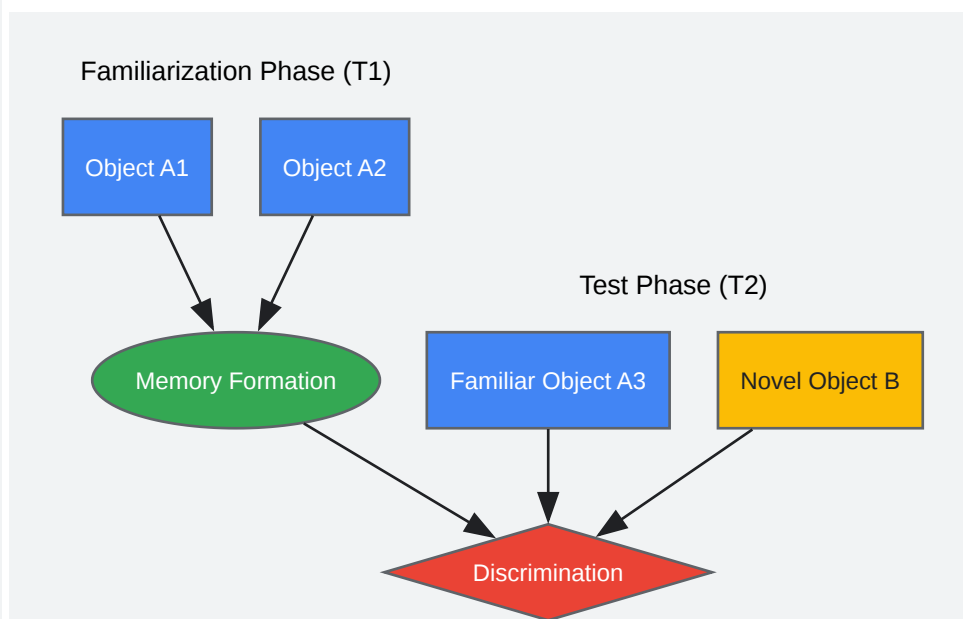 Familiarization Phase (T1)
Object A1
Object A2
Test Phase (T2)
Memory Formation
Familiar Object A3
Novel Object B
Discrimination